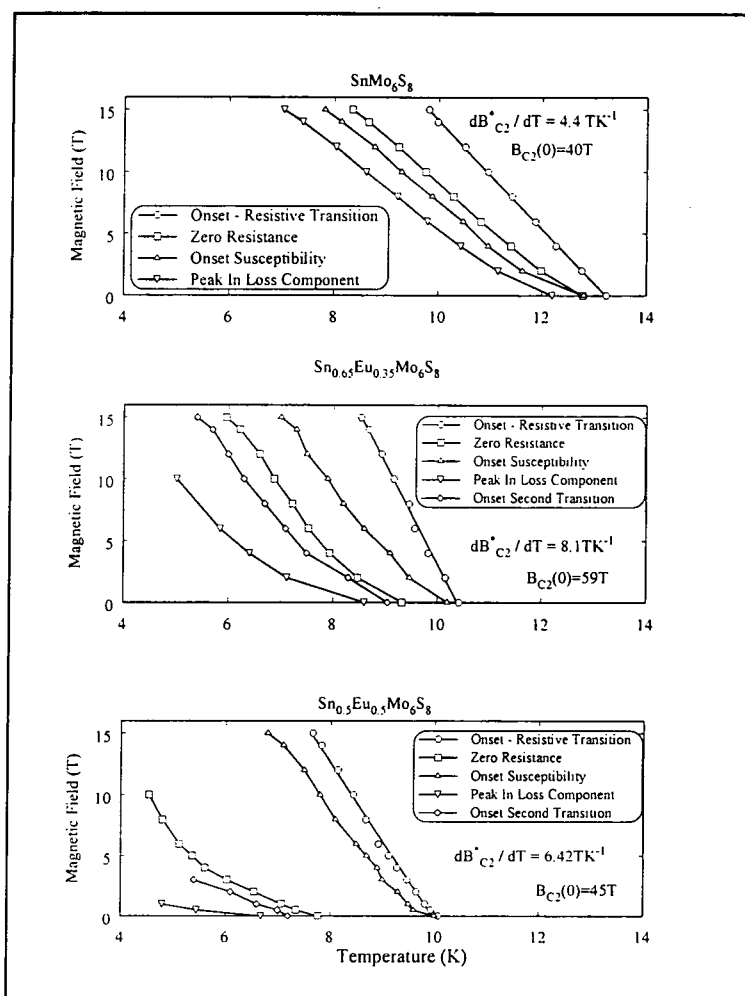 SnMo₆S₈
15
10
5
0
4 6 8 10 12 14
Magnetic Field (T)
dB*C2 / dT = 4.4 TK⁻¹
BC2(0)=40T
Onset - Resistive Transition
Zero Resistance
Onset Susceptibility
Peak In Loss Component
Sn₀.₆₅Eu₀.₃₅Mo₆S₈
15
10
5
0
4 6 8 10 12 14
Magnetic Field (T)
Onset - Resistive Transition
Zero Resistance
Onset Susceptibility
Peak In Loss Component
Onset Second Transition
dB*C2 / dT = 8.1TK⁻¹
BC2(0)=59T
Sn₀.₅Eu₀.₅Mo₆S₈
15
10
5
0
4 6 8 10 12 14
Magnetic Field (T)
Onset - Resistive Transition
Zero Resistance
Onset Susceptibility
Peak In Loss Component
Onset Second Transition
dB*C2 / dT = 6.42TK⁻¹
BC2(0)=45T
Temperature (K)